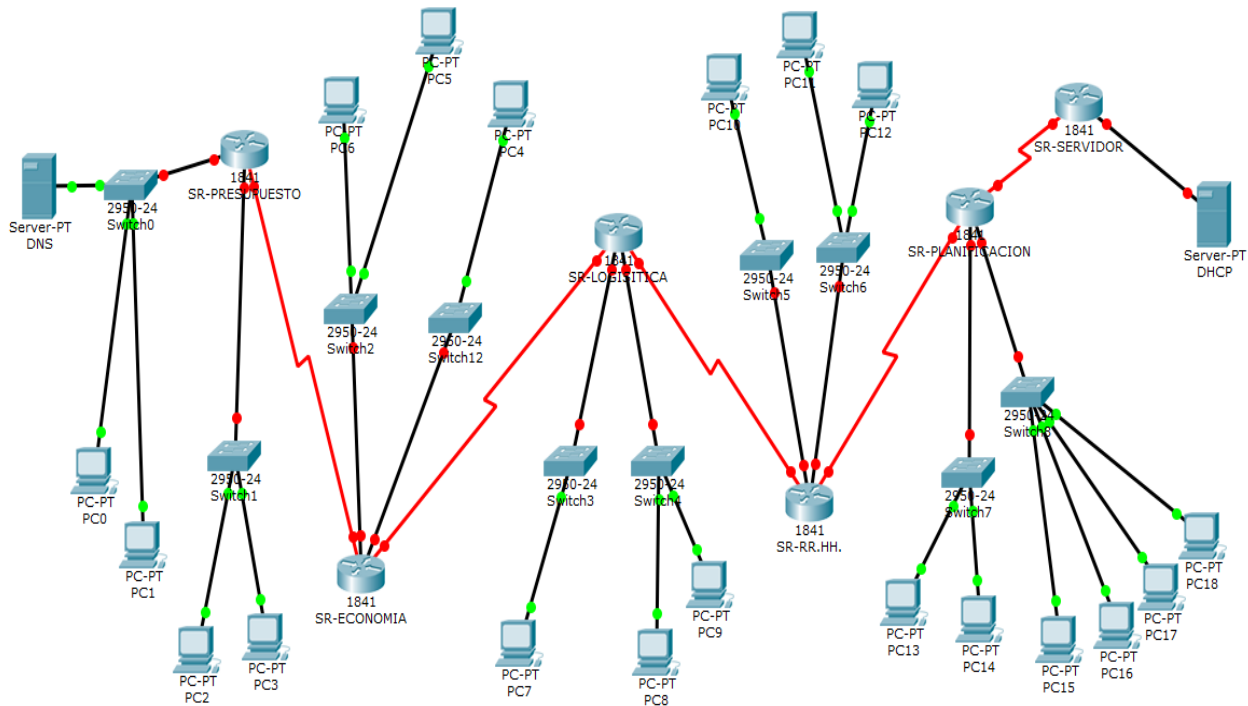 PC-PT
PC5
PC-PT
PC6
PC-PT
PC4
PC-PT
PC11
PC-PT
PC10
PC-PT
PC12
1841
SR-SERVIDOR
1841
SR-PRESUPUESTO
2950-24
Switch0
Server-PT
DNS
1841
SR-LOGISITICA
2950-24
Switch5
2950-24
Switch6
1841
SR-PLANIFICACION
Server-PT
DHCP
2950-24
Switch2
2950-24
Switch12
2950-24
Switch8
2950-24
Switch1
2950-24
Switch3
2950-24
Switch4
2950-24
Switch7
PC-PT
PC0
PC-PT
PC1
1841
SR-ECONOMIA
1841
SR-RR.HH.
PC-PT
PC18
PC-PT
PC2
PC-PT
PC3
PC-PT
PC7
PC-PT
PC8
PC-PT
PC9
PC-PT
PC13
PC-PT
PC14
PC-PT
PC15
PC-PT
PC16
PC-PT
PC17